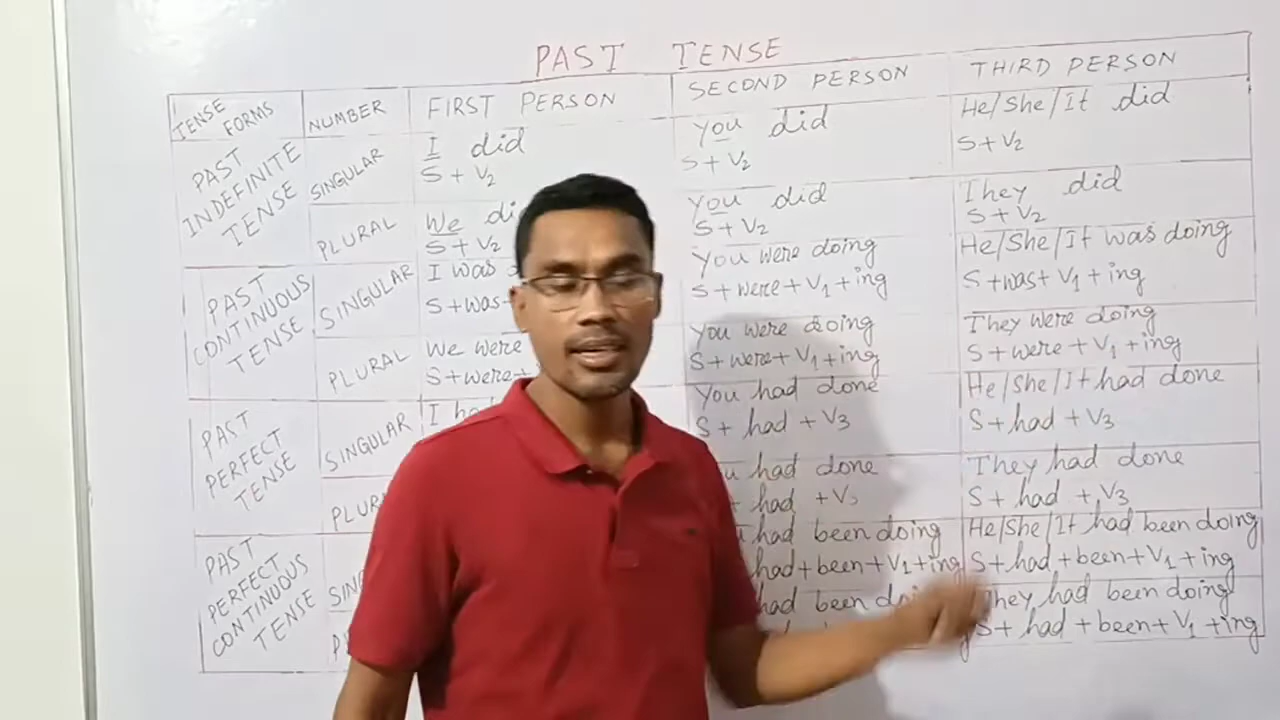 PAST TENSE
TENSE FORMS
NUMBER
FIRST PERSON
SECOND PERSON
THIRD PERSON
PAST INDEFINITE TENSE
SINGULAR
I did
S + V2
You did
S + V2
He/She/It did
S + V2
PLURAL
We
S + V2
You did
S + V2
They did
S + V2
PAST CONTINUOUS TENSE
SINGULAR
I was
S+was+
You were doing
S + were + V1 + ing
He/She/It was doing
S+was+ V1 + ing
PLURAL
We were
S+were+
You were doing
S + were + V1 + ing
They were doing
S + were + V1 + ing
PAST PERFECT TENSE
SINGULAR
I
You had done
S + had + V3
He/She/It had done
S + had + V3
had done
had + V3
They had done
S + had + V3
PAST PERFECT CONTINUOUS TENSE
had been doing
had + been + V1 + ing
He/She/It had been doing
S + had + been + V1 + ing
had been
They had been doing
S + had + been + V1 + ing